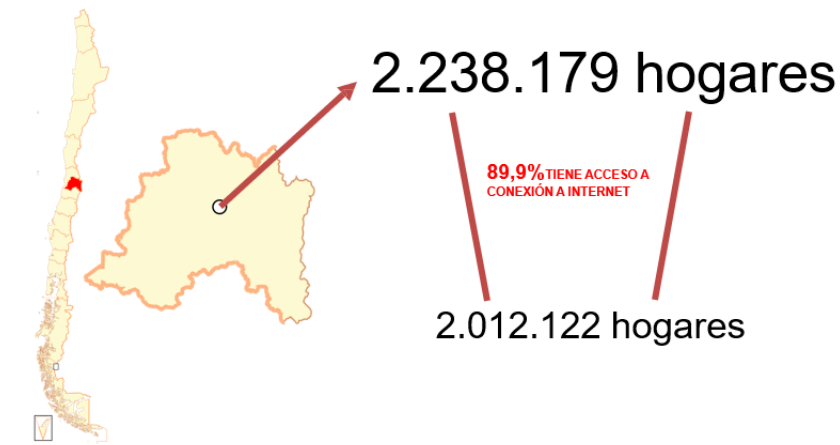 2.238.179 hogares
89,9% TIENE ACCESO A
CONEXIÓN A INTERNET
2.012.122 hogares